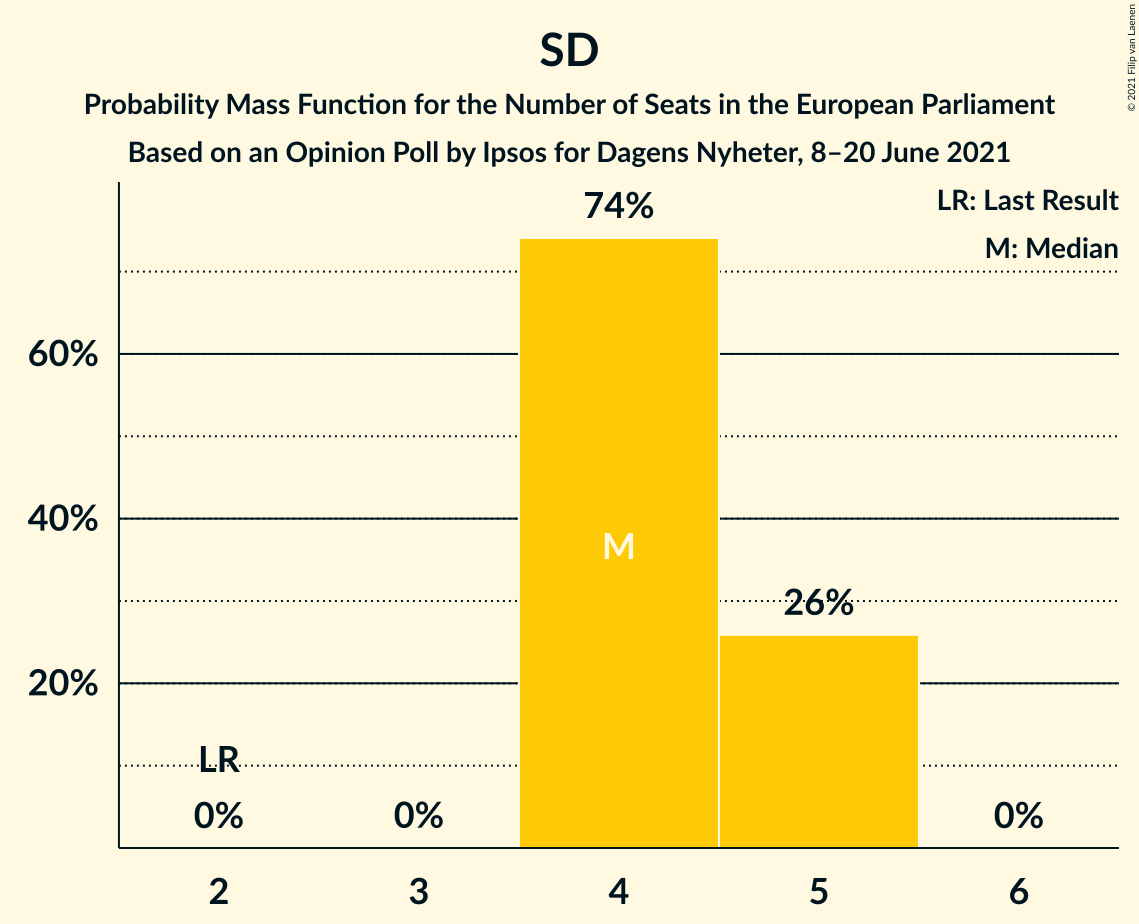 SD
Probability Mass Function for the Number of Seats in the European Parliament
Based on an Opinion Poll by Ipsos for Dagens Nyheter, 8–20 June 2021
© 2021 Filip van Laenen
LR: Last Result
M: Median
74%
60%
40%
M
26%
20%
LR
0%
0%
0%
2
3
4
5
6